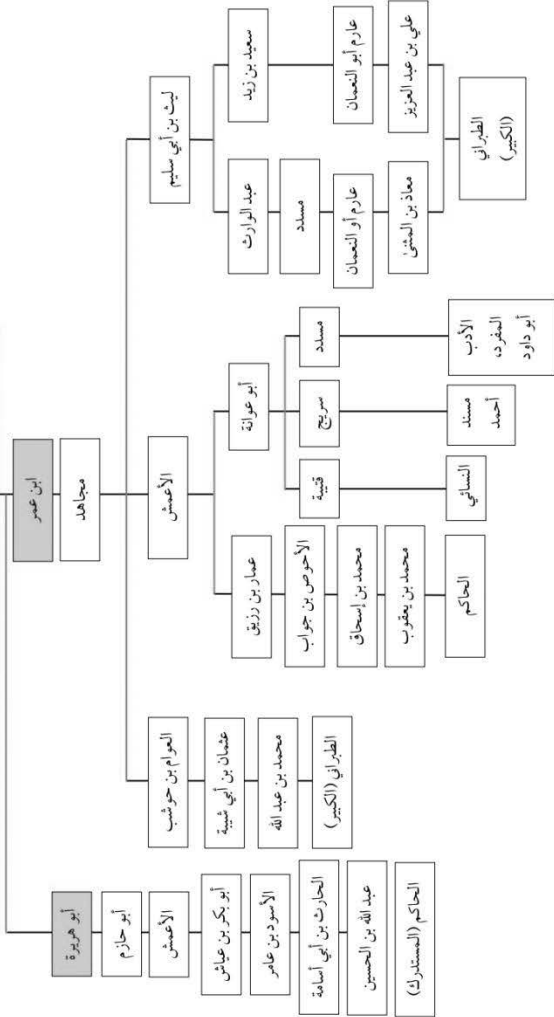 ابن عمر
مجاهد
ليث بن أبي سليم
سعيد بن زيد
عارم أبو النعمان
علي بن عبد العزيز
عبد الوارث
مسدد
عارم أو النعمان
معاذ بن المثنى
الطبراني
(الكبير)
الأعمش
أبو عوانة
مسدد
الأدب
المفرد،
أبو داود
سريج
مسند
أحمد
قتيبة
النسائي
عمار بن رزيق
الأحوص بن جواب
محمد بن إسحاق
محمد بن يعقوب
الحاكم
العوام بن حوشب
عثمان بن أبي شيبة
محمد بن عبد الله
الطبراني (الكبير)
أبو هريرة
أبو حازم
الأعمش
أبو بكر بن عياش
الأسود بن عامر
الحارث بن أبي أسامة
عبد الله بن الحسين
الحاكم (المستدرك)